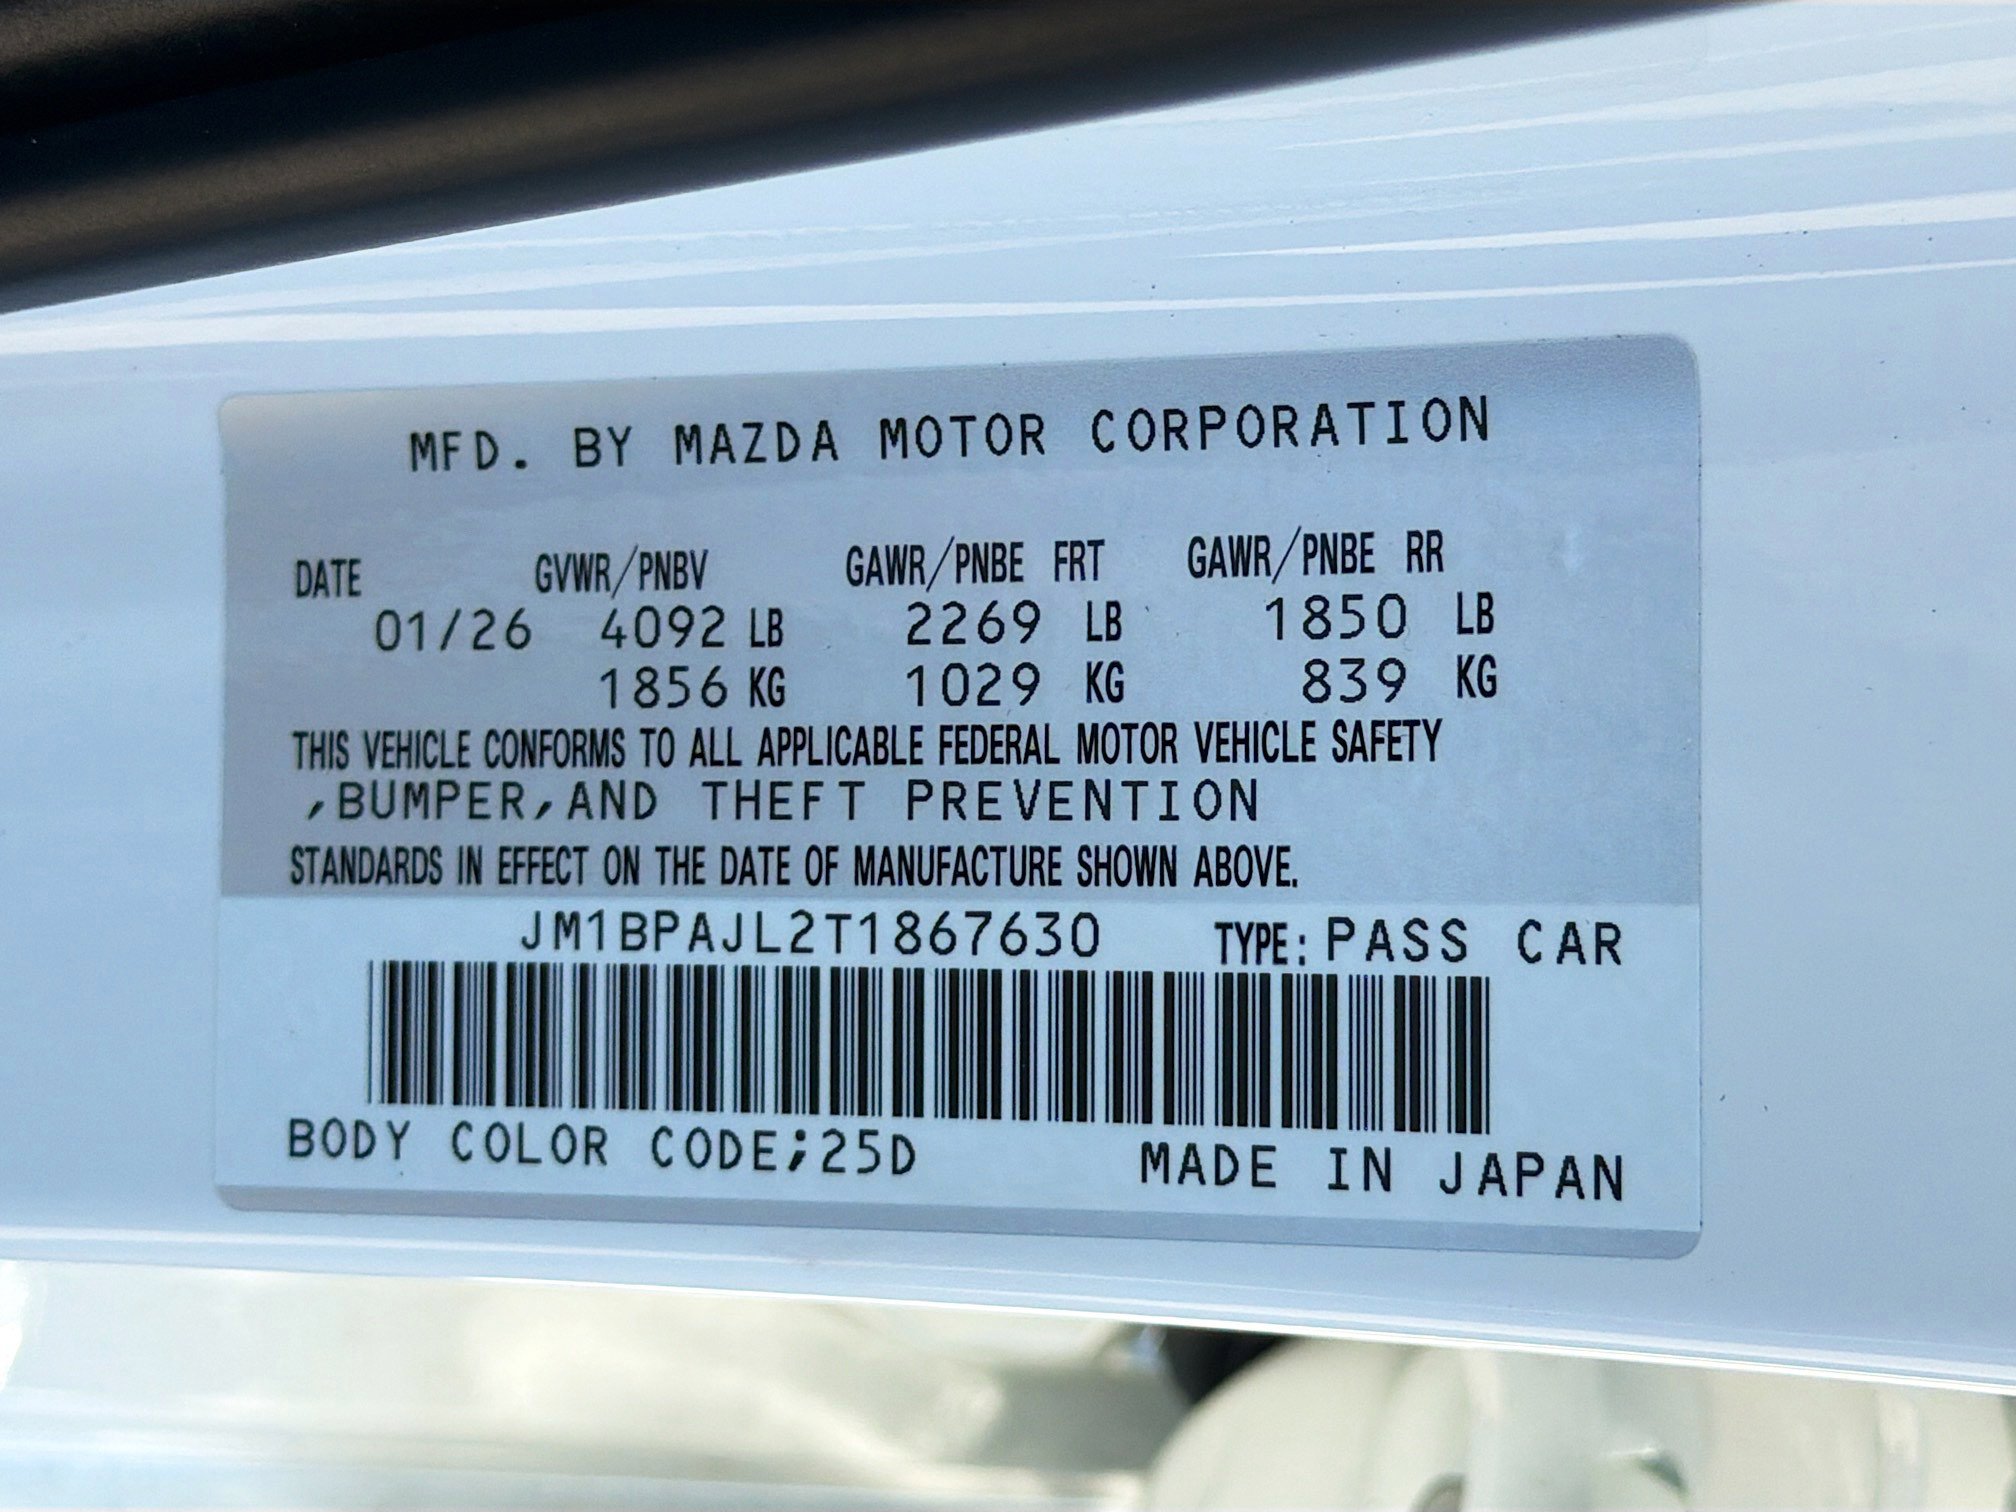 MFD. BY MAZDA MOTOR CORPORATION
DATE GVWR/PNBV GAWR/PNBE FRT GAWR/PNBE RR
01/26 4092 LB 2269 LB 1850 LB
1856 KG 1029 KG 839 KG
THIS VEHICLE CONFORMS TO ALL APPLICABLE FEDERAL MOTOR VEHICLE SAFETY
,BUMPER,AND THEFT PREVENTION
STANDARDS IN EFFECT ON THE DATE OF MANUFACTURE SHOWN ABOVE.
JM1BPAJL2T1867630 TYPE: PASS CAR
BODY COLOR CODE;25D MADE IN JAPAN